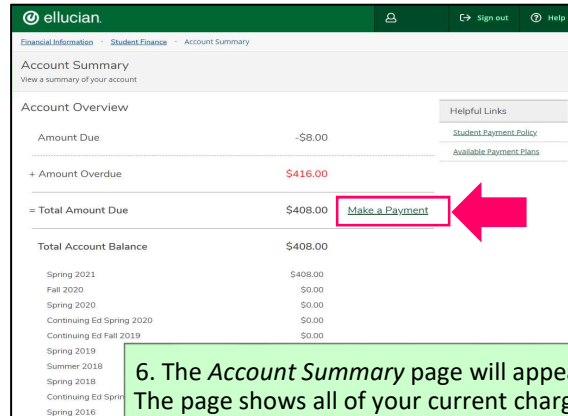 ellucian.
Sign out Help
Financial Information · Student Finance · Account Summary
Account Summary
View a summary of your account
Account Overview
Helpful Links
Student Payment Policy
Available Payment Plans
Amount Due -$8.00
+ Amount Overdue $416.00
= Total Amount Due $408.00 Make a Payment
Total Account Balance $408.00
Spring 2021 $408.00
Fall 2020 $0.00
Spring 2020 $0.00
Continuing Ed Spring 2020 $0.00
Continuing Ed Fall 2019 $0.00
Spring 2019
Summer 2018
Spring 2018
Continuing Ed
Spring 2016
6. The Account Summary page will
The page shows all of your current